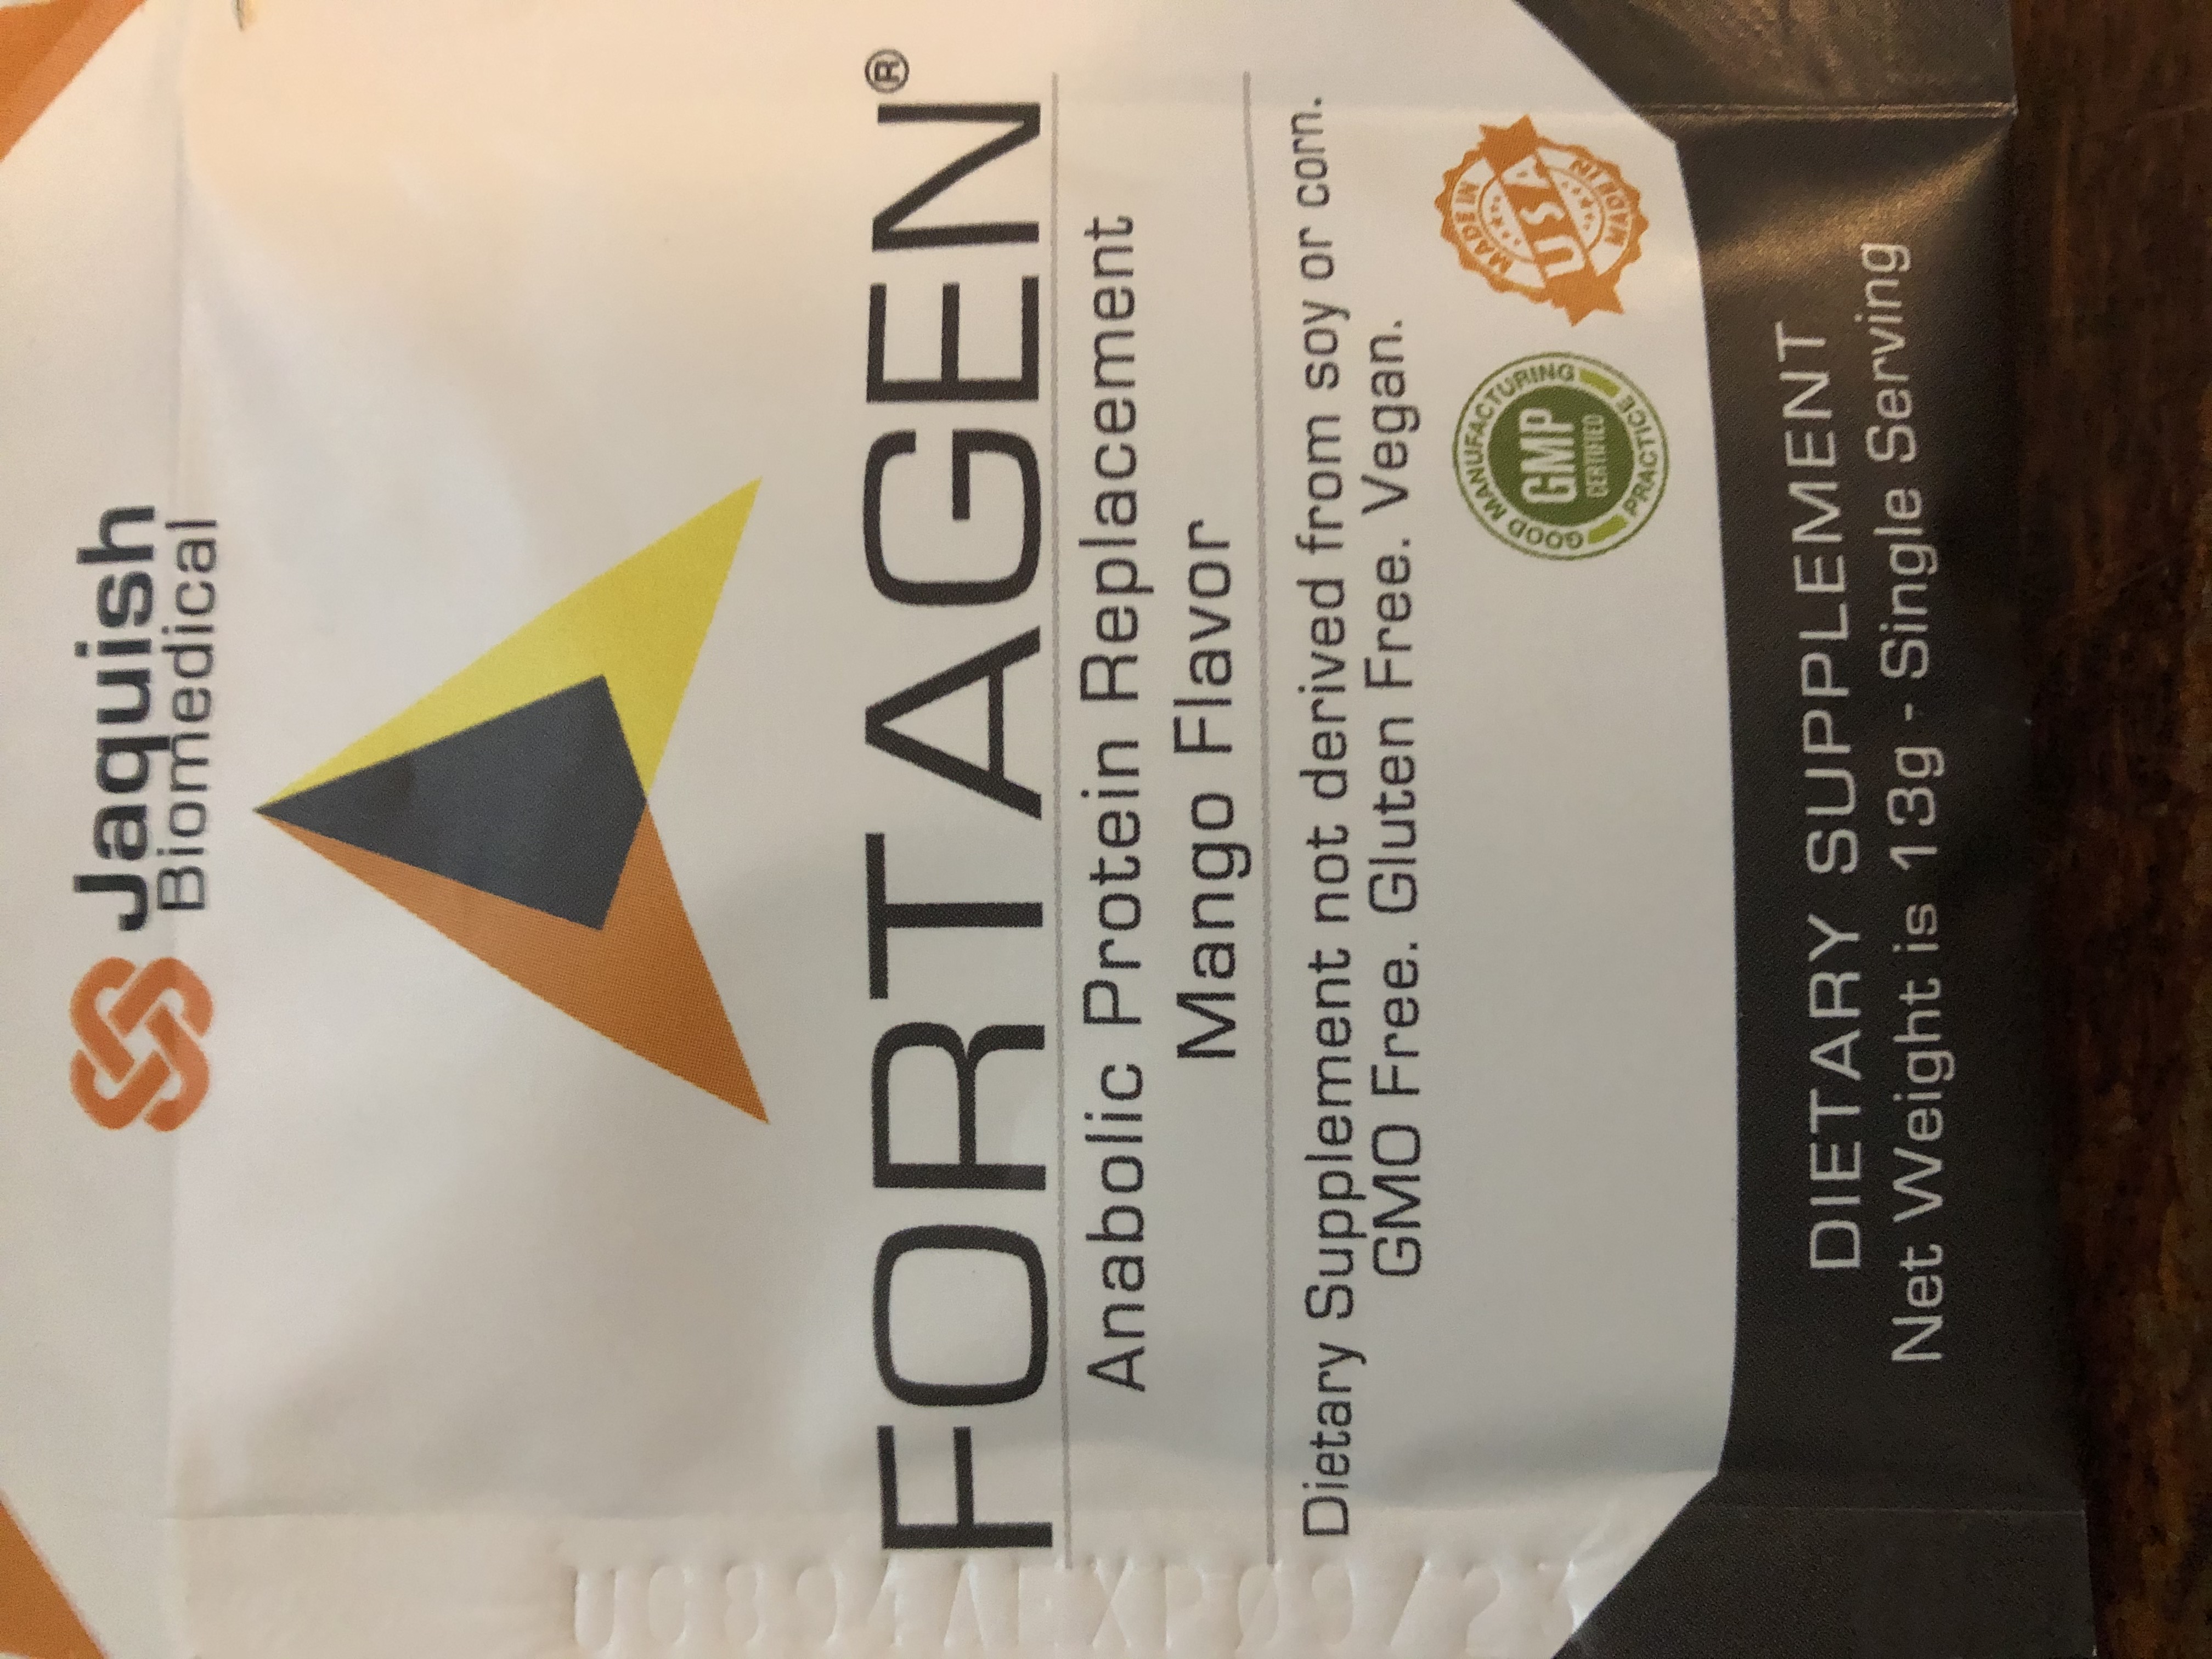 Jaquish
Biomedical
FORTAGEN®
Anabolic Protein Replacement
Mango Flavor
Dietary Supplement not derived from soy or corn.
GMO Free. Gluten Free. Vegan.
GOOD MANUFACTURING
GMP
CERTIFIED
PRACTICE
MADE IN
USA
MADE IN
DIETARY SUPPLEMENT
Net Weight is 13g - Single Serving